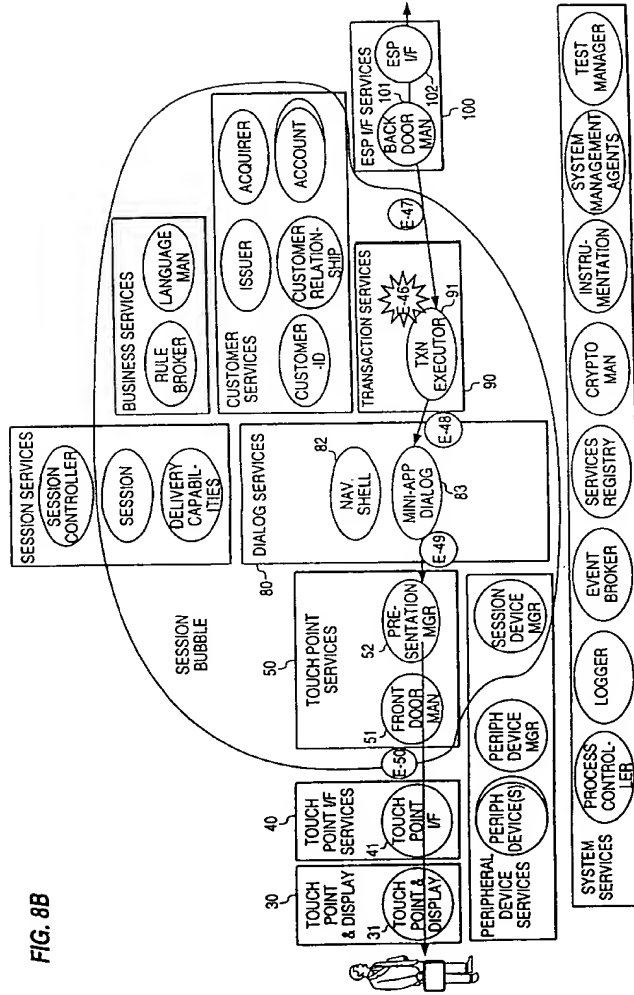 FIG. 8B
SESSION SERVICES
SESSION
CONTROLLER
SESSION
DELIVERY
CAPABIL-
ITIES
BUSINESS SERVICES
RULE
BROKER
LANGUAGE
MAN
CUSTOMER
SERVICES
ISSUER
ACQUIRER
CUSTOMER
-ID
CUSTOMER
RELATION-
SHIP
ACCOUNT
SESSION
BUBBLE
30
TOUCH POINT
& DISPLAY
31
TOUCH
POINT &
DISPLAY
40
TOUCH
POINT I/F
SERVICES
41
TOUCH
POINT
I/F
E-50
50
TOUCH POINT
SERVICES
51
FRONT
DOOR
MAN
52
PRE-
SENTATION
MGR
E-49
80
DIALOG SERVICES
82
NAV.
SHELL
MINI-APP
DIALOG
83
E-48
TRANSACTION SERVICES
E-46
TXN
EXECUTOR
91
90
E-47
ESP I/F SERVICES
BACK
DOOR
MAN
101
ESP
I/F
102
100
PERIPHERAL
DEVICE
SERVICES
PERIPH
DEVICE(S)
PERIPH
DEVICE
MGR
SESSION
DEVICE
MGR
SYSTEM
SERVICES
PROCESS
CONTROL-
LER
LOGGER
EVENT
BROKER
SERVICES
REGISTRY
CRYPTO
MAN
INSTRU-
MENTATION
SYSTEM
MANAGEMENT
AGENTS
TEST
MANAGER